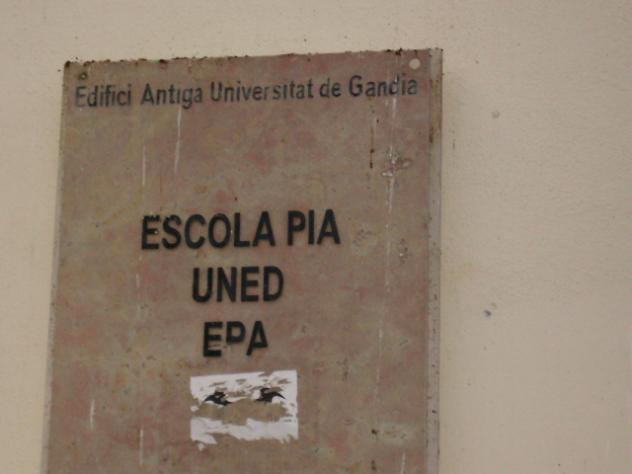 Edifici Antiga Universitat de Gandia
ESCOLA PIA
UNED
EPA